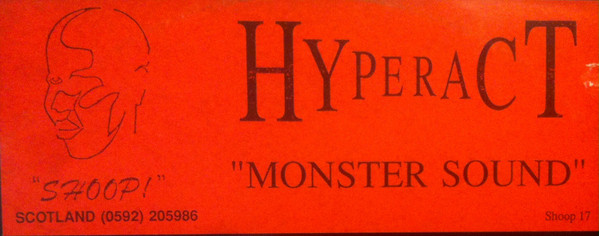 HYPERACT
"MONSTER SOUND"
"SHOOP!"
SCOTLAND (0592) 205986
Shoop 17